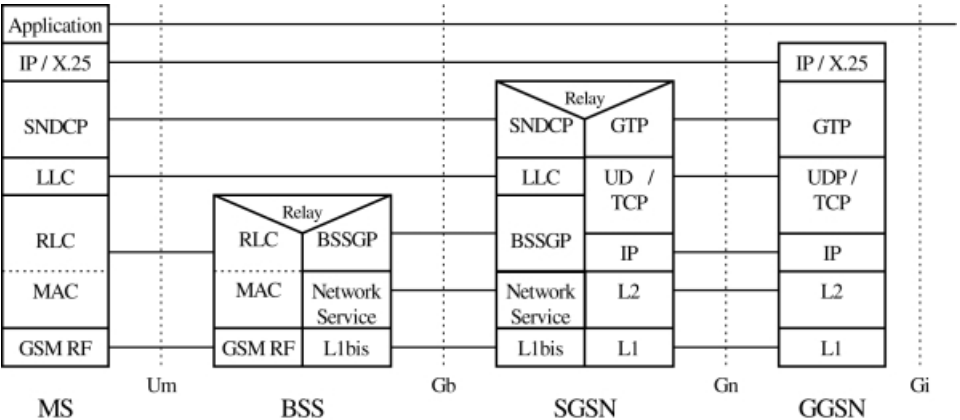 Application
IP / X.25
SNDCP
LLC
RLC
MAC
GSM RF
MS
Um
Relay
RLC
BSSGP
MAC
Network
Service
GSM RF
L1bis
BSS
Gb
Relay
SNDCP
GTP
LLC
UD /
TCP
BSSGP
IP
Network
Service
L2
L1bis
L1
SGSN
Gn
IP / X.25
GTP
UDP /
TCP
IP
L2
L1
GGSN
Gi